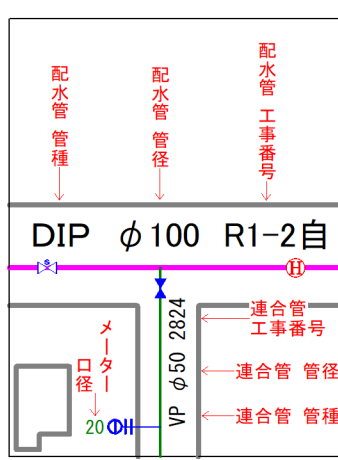 配水管 管種
配水管 管径
配水管 工事番号
DIP φ100 R1-2自
S
H
VP φ50 2824
連合管
工事番号
メーター
口径
連合管 管径
20
連合管 管種